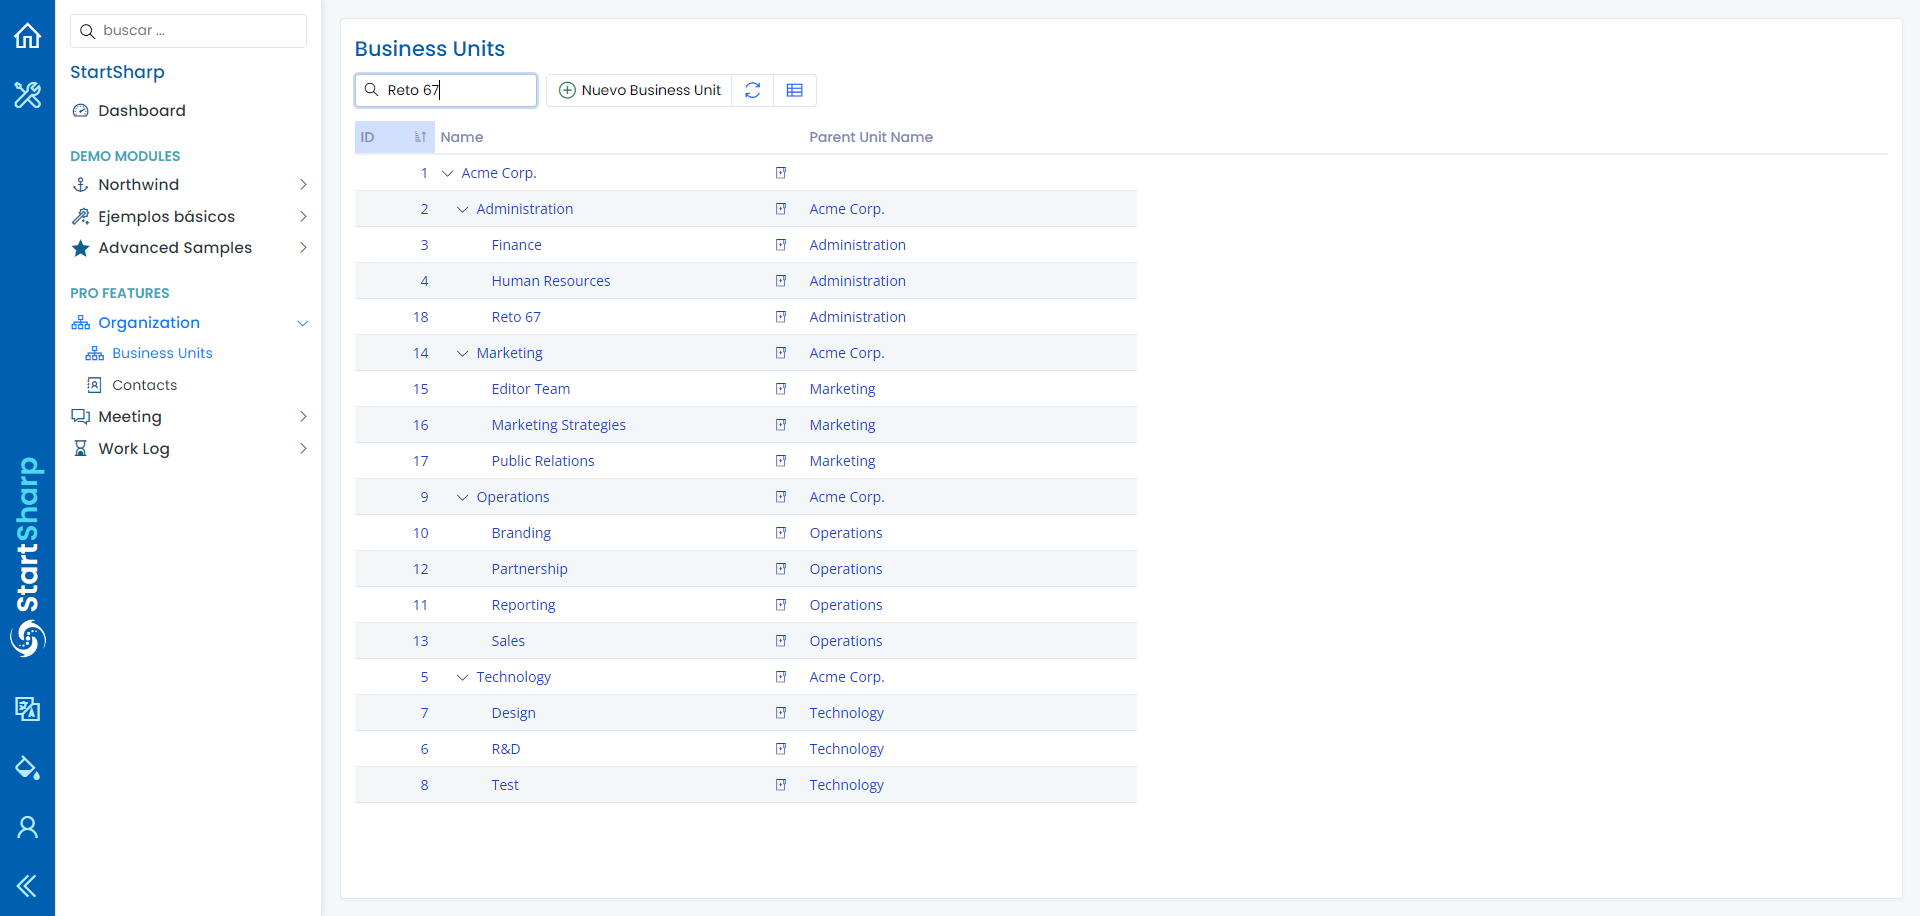 buscar ...
StartSharp
Dashboard
DEMO MODULES
Northwind
Ejemplos básicos
Advanced Samples
PRO FEATURES
Organization
Business Units
Contacts
Meeting
Work Log
StartSharp
Business Units
Reto 67
Nuevo Business Unit
ID Name Parent Unit Name
1 Acme Corp.
2 Administration Acme Corp.
3 Finance Administration
4 Human Resources Administration
18 Reto 67 Administration
14 Marketing Acme Corp.
15 Editor Team Marketing
16 Marketing Strategies Marketing
17 Public Relations Marketing
9 Operations Acme Corp.
10 Branding Operations
12 Partnership Operations
11 Reporting Operations
13 Sales Operations
5 Technology Acme Corp.
7 Design Technology
6 R&D Technology
8 Test Technology